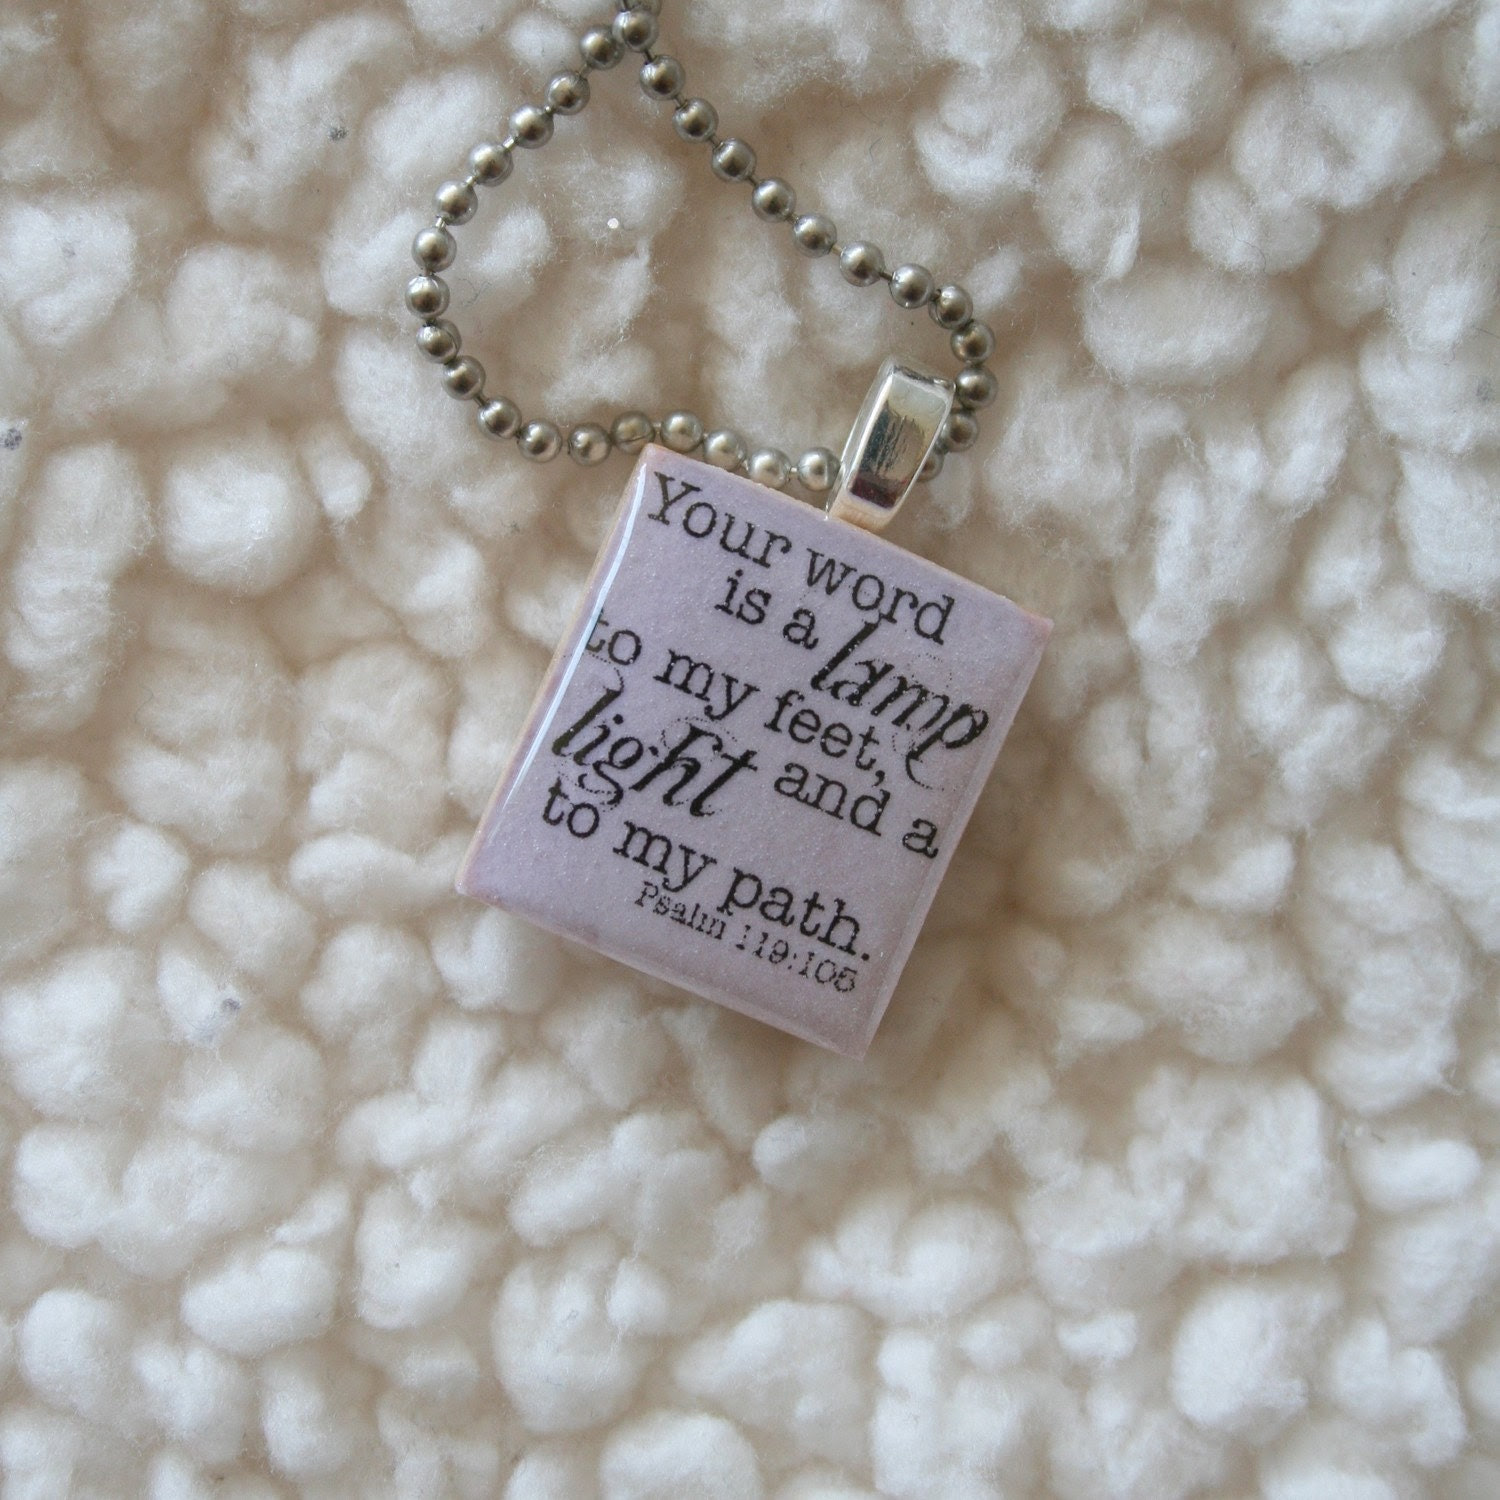 Your word
is a lamp
to my feet,
light and a
to my path.
Psalm 119:105